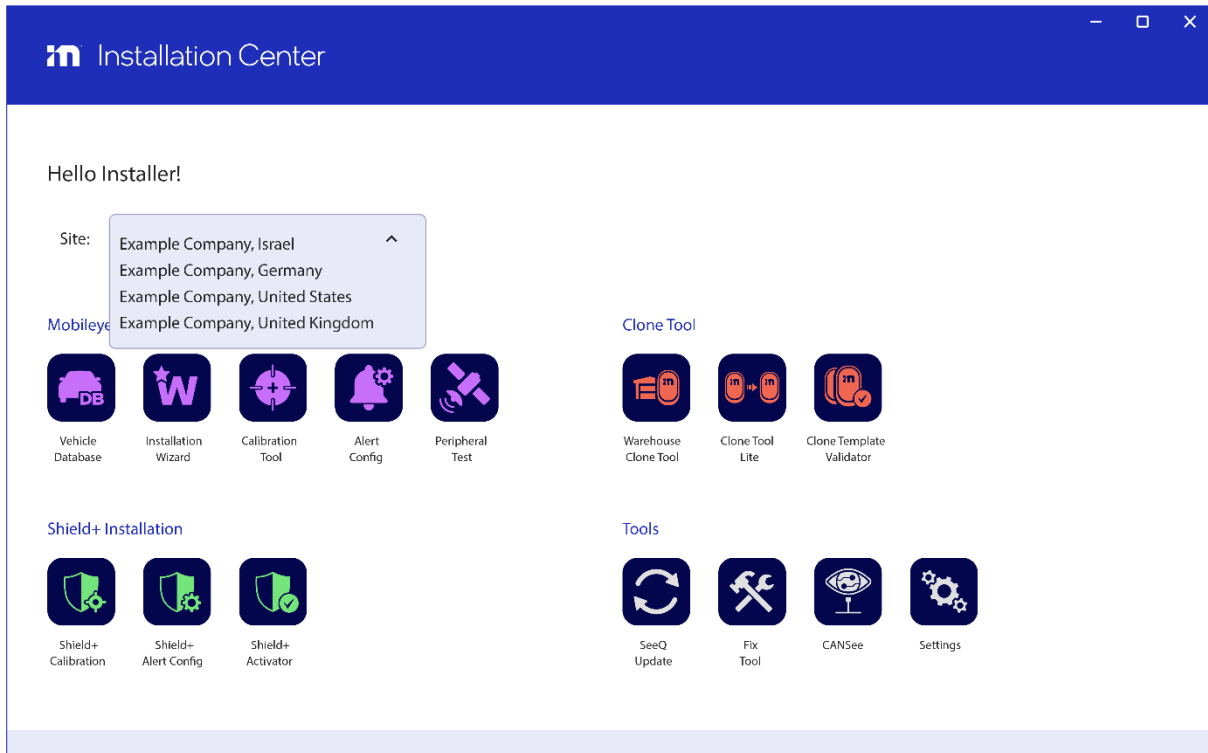 Installation Center
Hello Installer!
Site:
Example Company, Israel
Example Company, Germany
Example Company, United States
Example Company, United Kingdom
Mobileye
Vehicle
Database
DB
Installation
Wizard
W
Calibration
Tool
Alert
Config
Peripheral
Test
Clone Tool
Warehouse
Clone Tool
Clone Tool
Lite
Clone Template
Validator
Shield+ Installation
Shield+
Calibration
Shield+
Alert Config
Shield+
Activator
Tools
SeeQ
Update
Fix
Tool
CANSee
Settings